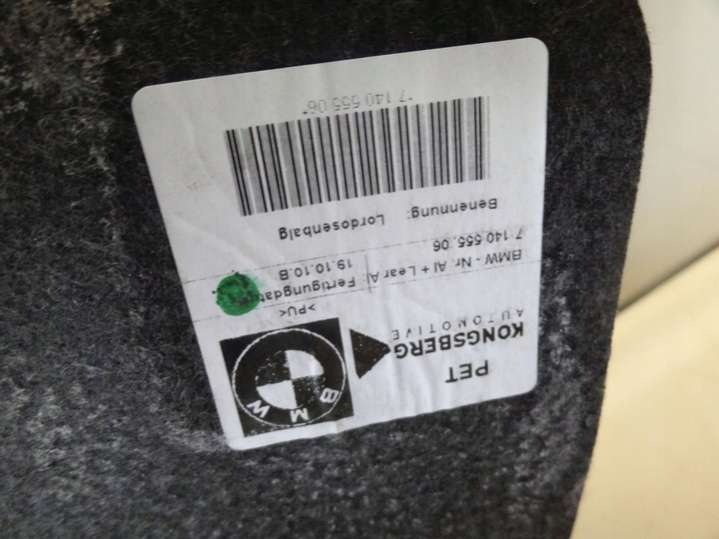 PET
KONGSBERG
AUTOMOTIVE
BMW
>PU<
BMW - Nr. AI + Lear AI: Fertigungdat
7 140 555. 06 19.10.10.B
Benennung: Lordosenbalg
*7 140 555 06*